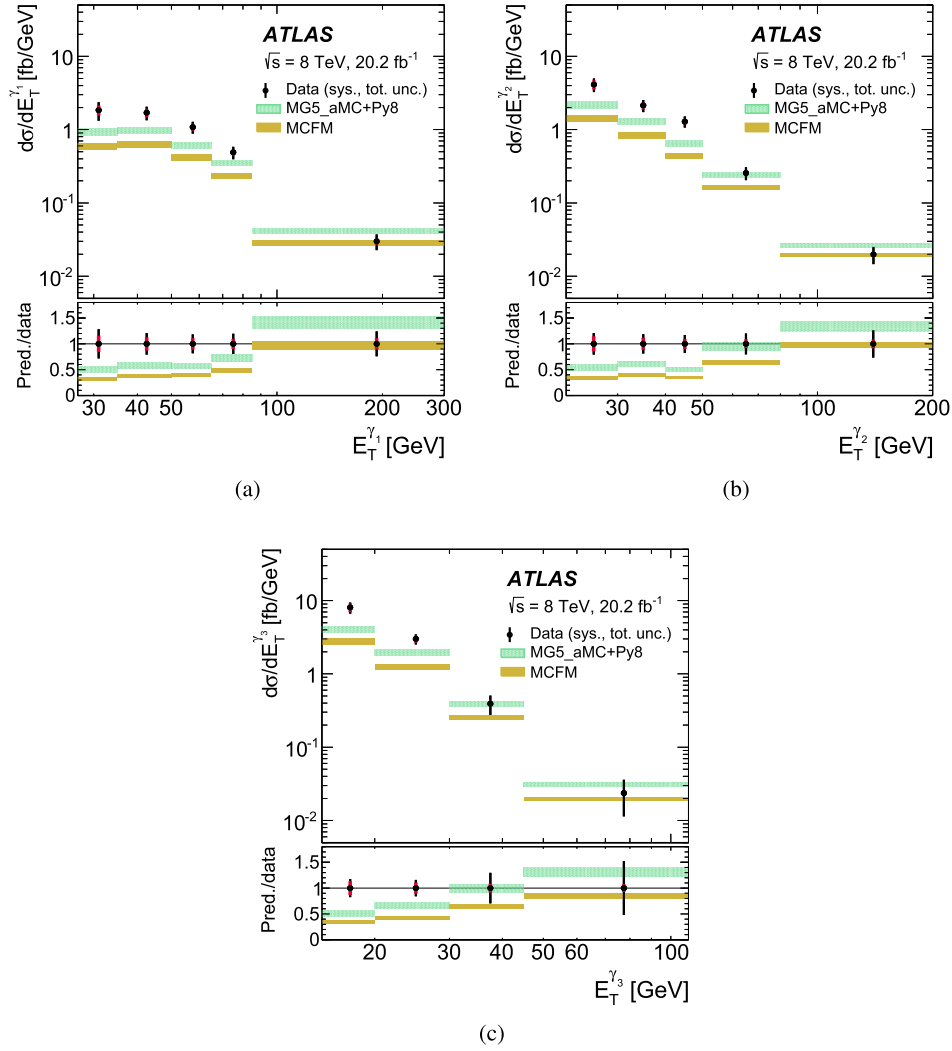 dσ/dE_T^γ₁ [fb/GeV]
10
1
10⁻¹
10⁻²
ATLAS
√s = 8 TeV, 20.2 fb⁻¹
Data (sys., tot. unc.)
MG5_aMC+Py8
MCFM
Pred./data
1.5
1
0.5
0
30 40 50 100 200 300
E_T^γ₁ [GeV]
(a)
dσ/dE_T^γ₂ [fb/GeV]
10
1
10⁻¹
10⁻²
ATLAS
√s = 8 TeV, 20.2 fb⁻¹
Data (sys., tot. unc.)
MG5_aMC+Py8
MCFM
Pred./data
1.5
1
0.5
0
30 40 50 100 200
E_T^γ₂ [GeV]
(b)
dσ/dE_T^γ₃ [fb/GeV]
10
1
10⁻¹
10⁻²
ATLAS
√s = 8 TeV, 20.2 fb⁻¹
Data (sys., tot. unc.)
MG5_aMC+Py8
MCFM
Pred./data
1.5
1
0.5
0
20 30 40 50 60 100
E_T^γ₃ [GeV]
(c)